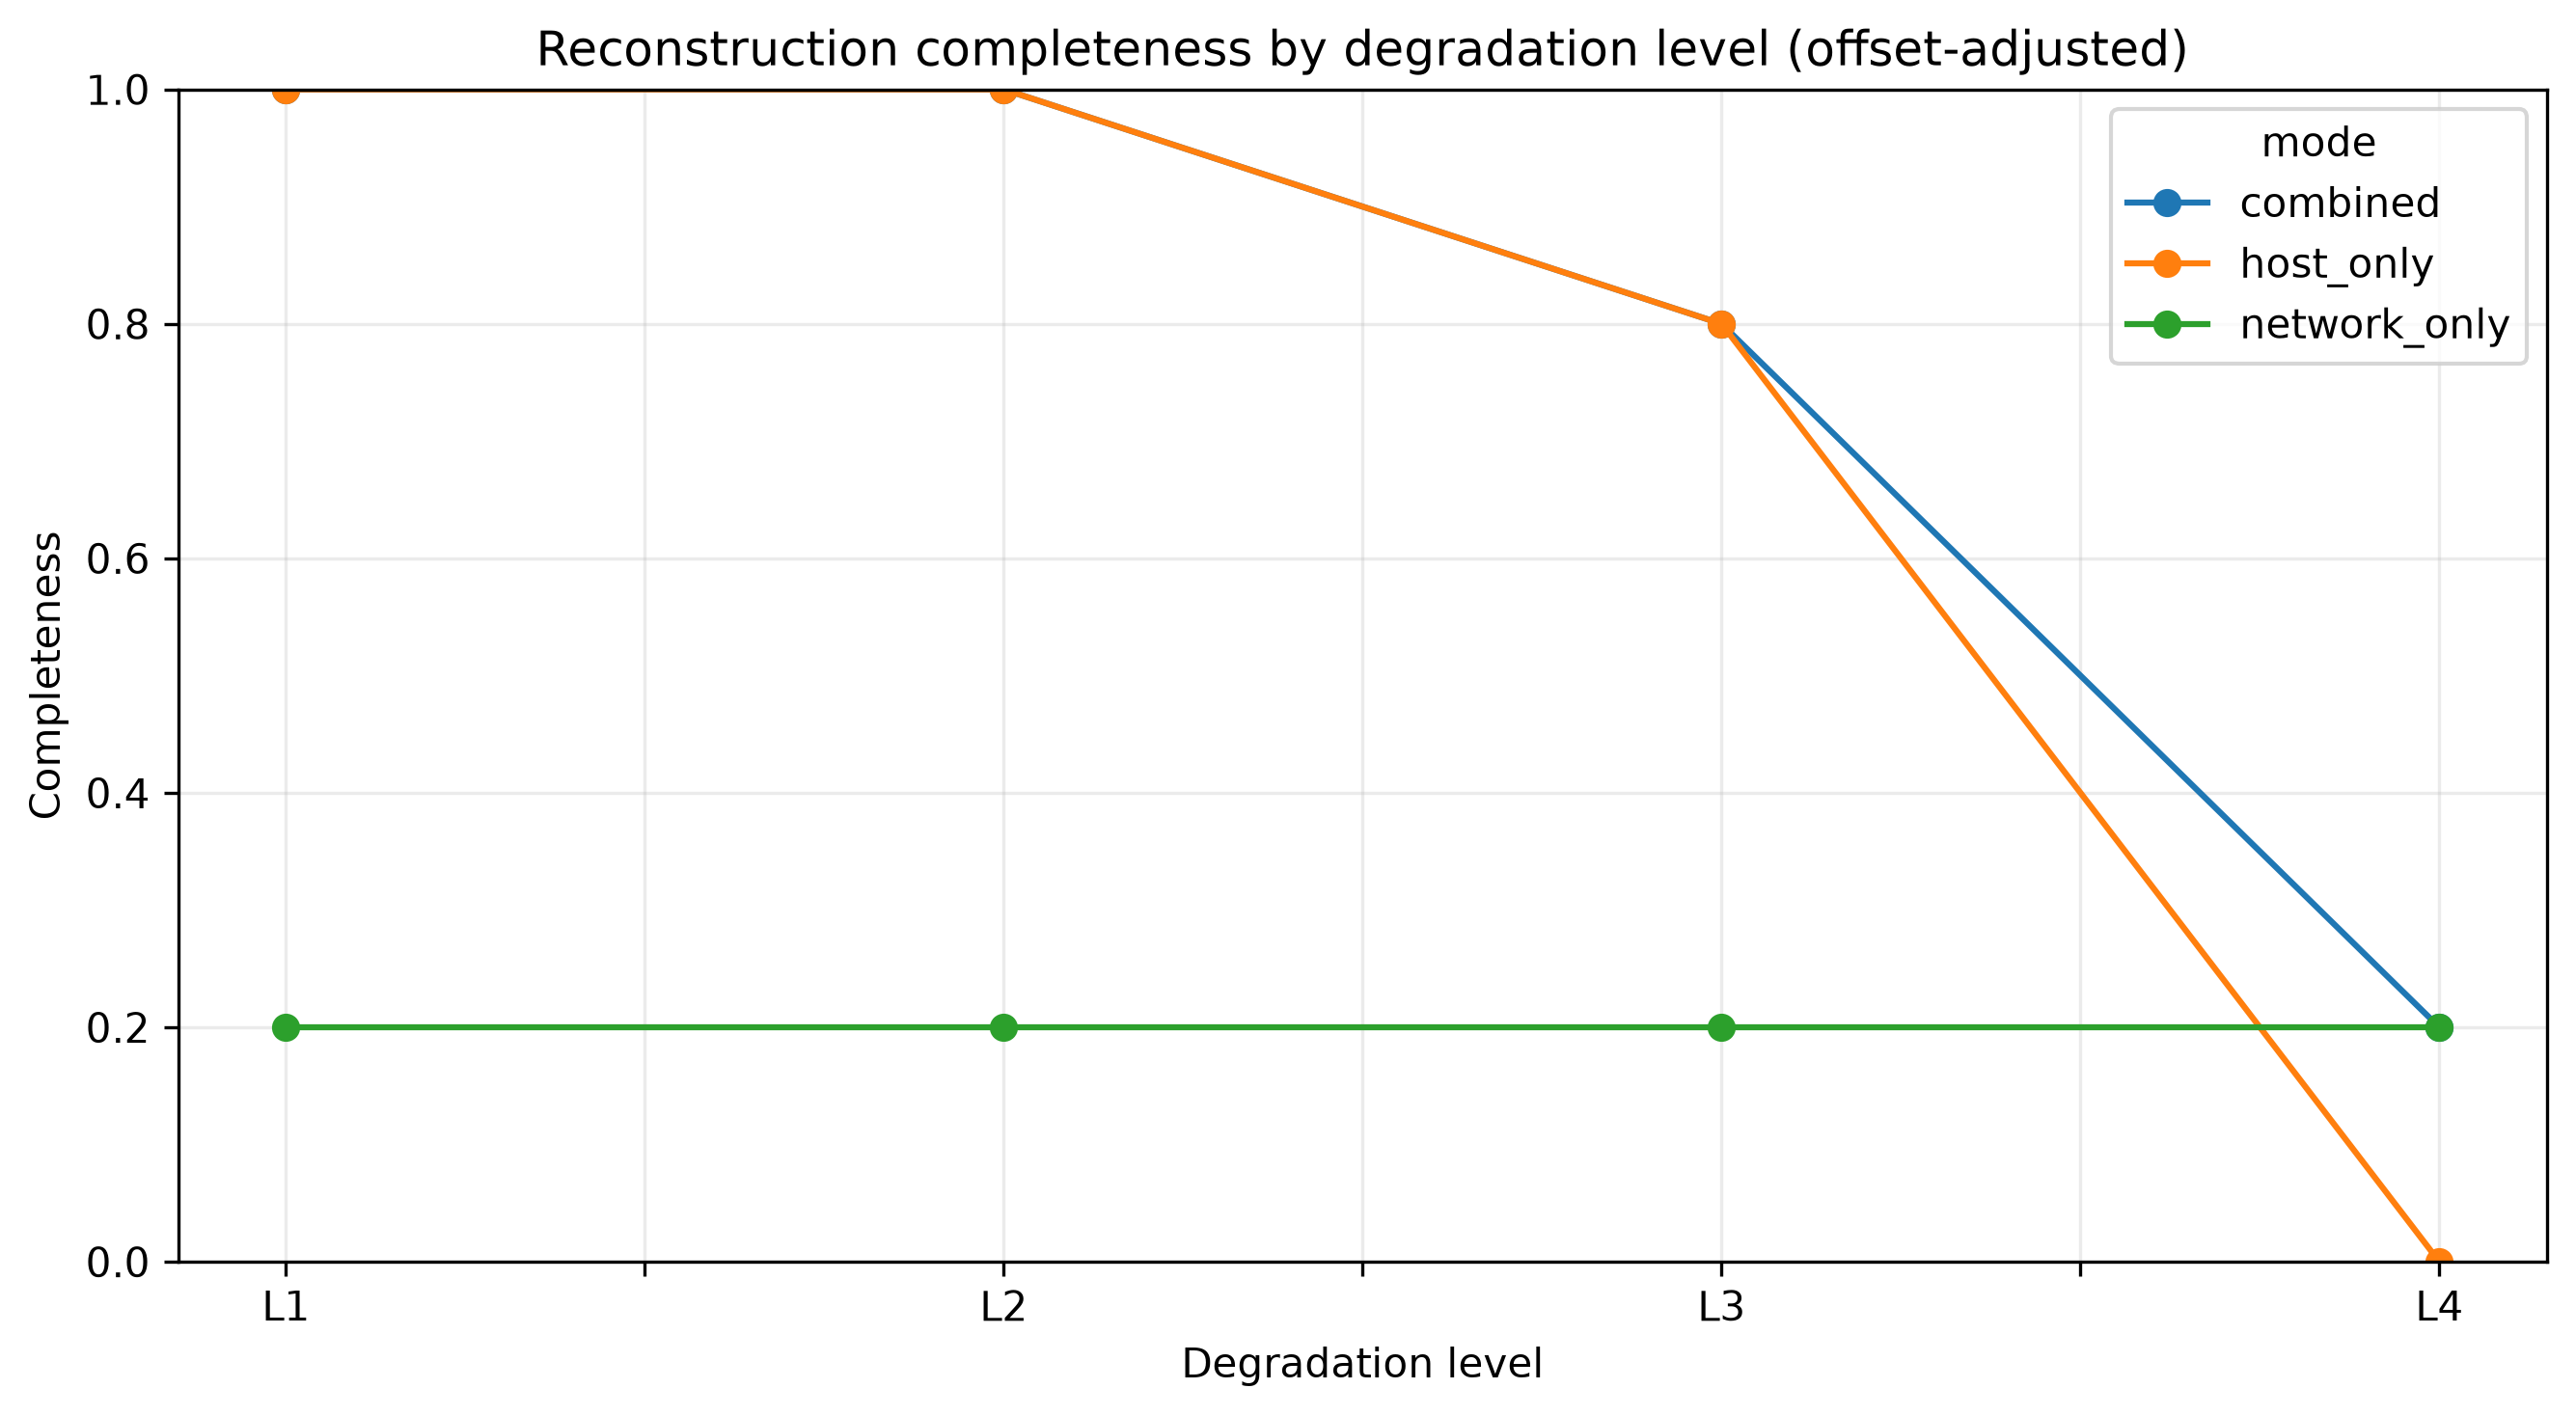 Reconstruction completeness by degradation level (offset-adjusted)
mode
combined
host_only
network_only
Completeness
1.0
0.8
0.6
0.4
0.2
0.0
L1 L2 L3 L4
Degradation level